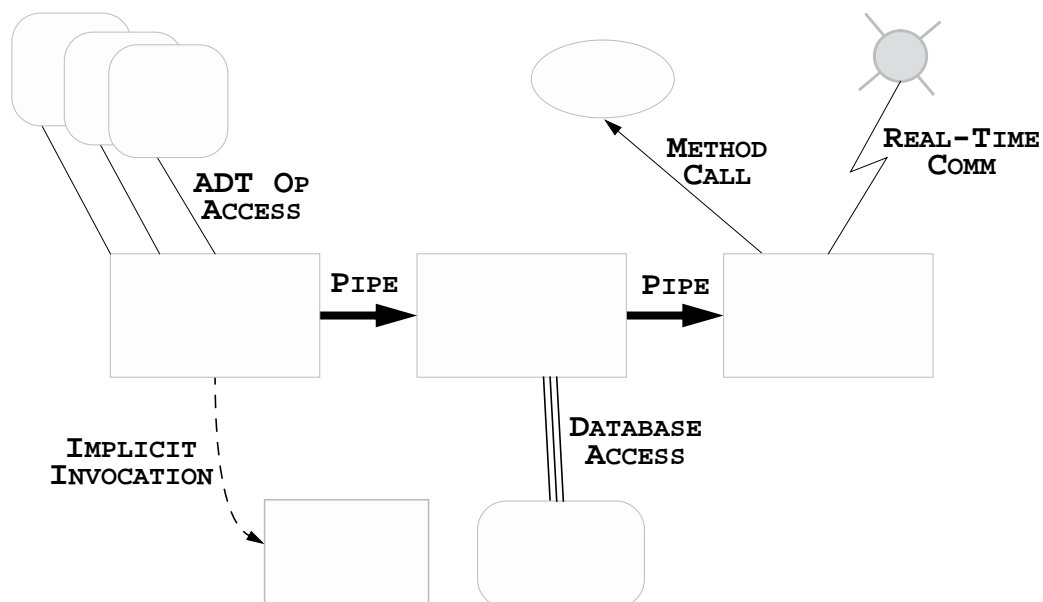 ADT OP
ACCESS
METHOD
CALL
REAL-TIME
COMM
PIPE
PIPE
IMPLICIT
INVOCATION
DATABASE
ACCESS